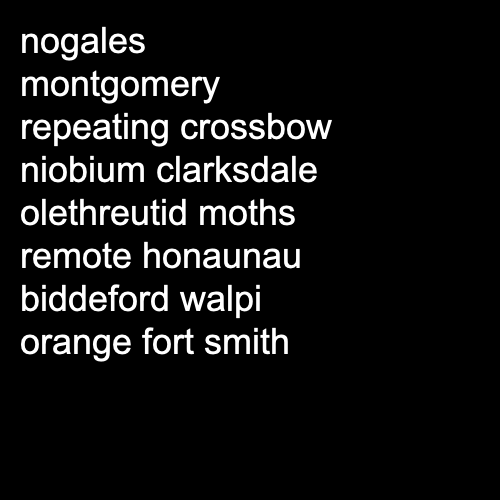 nogales
montgomery
repeating crossbow
niobium clarksdale
olethreutid moths
remote honaunau
biddeford walpi
orange fort smith